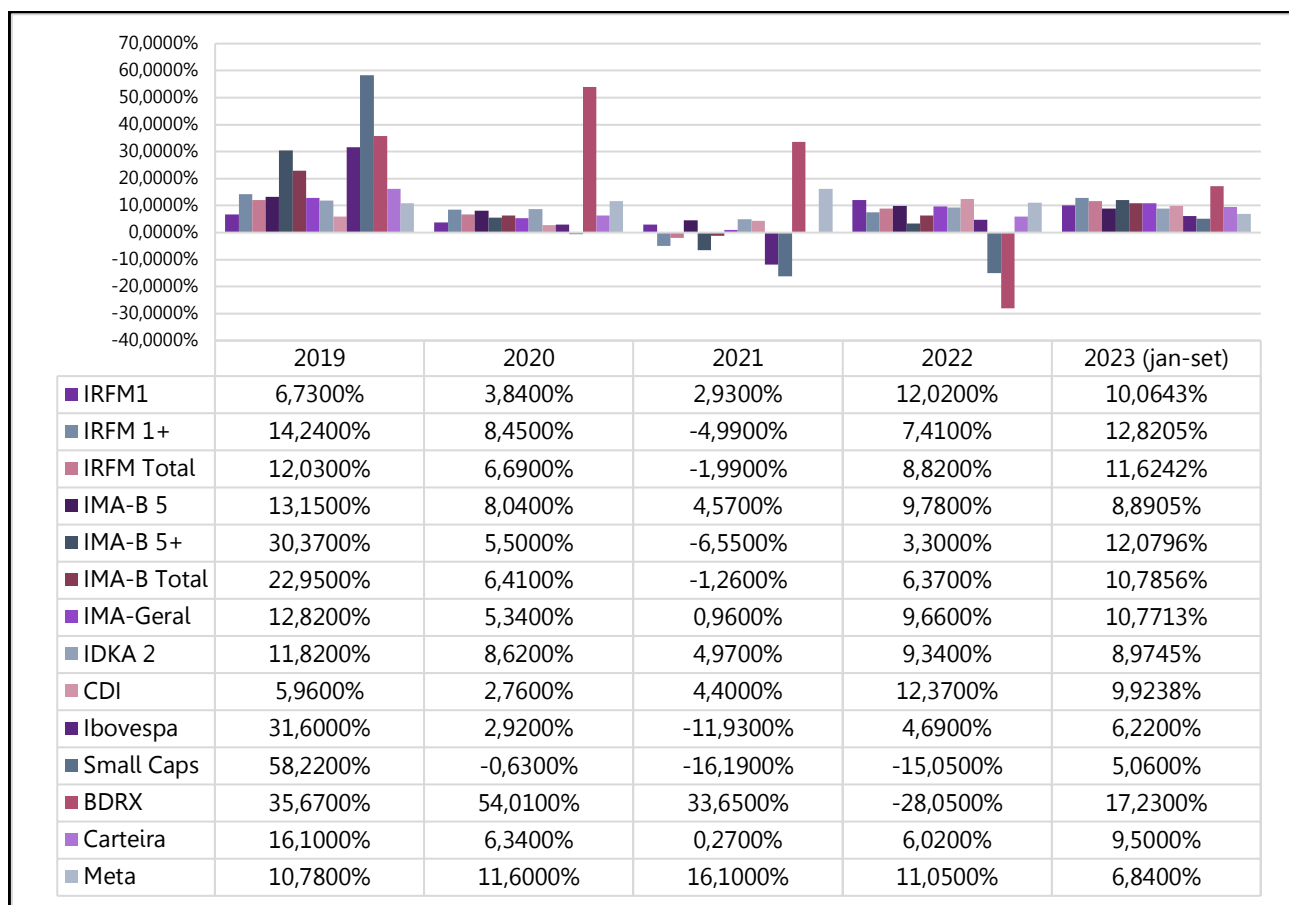 70,0000%
60,0000%
50,0000%
40,0000%
30,0000%
20,0000%
10,0000%
0,0000%
-10,0000%
-20,0000%
-30,0000%
-40,0000%
2019 2020 2021 2022 2023 (jan-set)
IRFM1 6,7300% 3,8400% 2,9300% 12,0200% 10,0643%
IRFM 1+ 14,2400% 8,4500% -4,9900% 7,4100% 12,8205%
IRFM Total 12,0300% 6,6900% -1,9900% 8,8200% 11,6242%
IMA-B 5 13,1500% 8,0400% 4,5700% 9,7800% 8,8905%
IMA-B 5+ 30,3700% 5,5000% -6,5500% 3,3000% 12,0796%
IMA-B Total 22,9500% 6,4100% -1,2600% 6,3700% 10,7856%
IMA-Geral 12,8200% 5,3400% 0,9600% 9,6600% 10,7713%
IDKA 2 11,8200% 8,6200% 4,9700% 9,3400% 8,9745%
CDI 5,9600% 2,7600% 4,4000% 12,3700% 9,9238%
Ibovespa 31,6000% 2,9200% -11,9300% 4,6900% 6,2200%
Small Caps 58,2200% -0,6300% -16,1900% -15,0500% 5,0600%
BDRX 35,6700% 54,0100% 33,6500% -28,0500% 17,2300%
Carteira 16,1000% 6,3400% 0,2700% 6,0200% 9,5000%
Meta 10,7800% 11,6000% 16,1000% 11,0500% 6,8400%